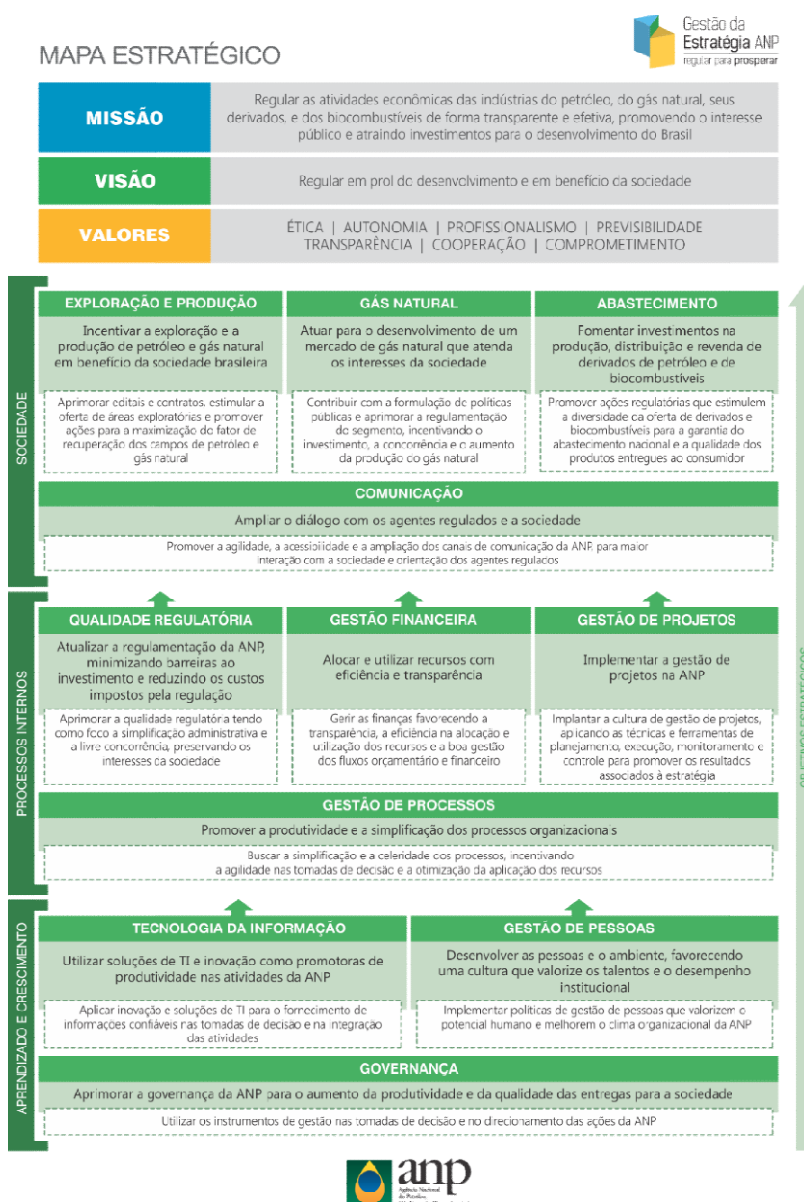 Gestão da
Estratégia ANP
regular para prosperar
MAPA ESTRATÉGICO
MISSÃO
Regular as atividades econômicas das indústrias do petróleo, do gás natural, seus
derivados, e dos biocombustíveis de forma transparente e efetiva, promovendo o interesse
público e atraindo investimentos para o desenvolvimento do Brasil
VISÃO
Regular em prol do desenvolvimento e em benefício da sociedade
VALORES
ÉTICA | AUTONOMIA | PROFISSIONALISMO | PREVISIBILIDADE
TRANSPARÊNCIA | COOPERAÇÃO | COMPROMETIMENTO
SOCIEDADE
EXPLORAÇÃO E PRODUÇÃO
Incentivar a exploração e a
produção de petróleo e gás natural
em benefício da sociedade brasileira
Aprimorar editais e contratos, estimular a
oferta de áreas exploratórias e promover
ações para a maximização do fator de
recuperação dos campos de petróleo e
gás natural
GÁS NATURAL
Atuar para o desenvolvimento de um
mercado de gás natural que atenda
os interesses da sociedade
Contribuir com a formulação de políticas
públicas e aprimorar a regulamentação
do segmento, incentivando o
investimento, a concorrência e o aumento
da produção do gás natural
ABASTECIMENTO
Fomentar investimentos na
produção, distribuição e revenda de
derivados de petróleo e de
biocombustíveis
Promover ações regulatórias que estimulem
a diversidade da oferta de derivados e
biocombustíveis para a garantia do
abastecimento nacional e a qualidade dos
produtos entregues ao consumidor
COMUNICAÇÃO
Ampliar o diálogo com os agentes regulados e a sociedade
Promover a agilidade, a acessibilidade e a ampliação dos canais de comunicação da ANP, para maior
interação com a sociedade e orientação dos agentes regulados
PROCESSOS INTERNOS
QUALIDADE REGULATÓRIA
Atualizar a regulamentação da ANP,
minimizando barreiras ao
investimento e reduzindo os custos
impostos pela regulação
Aprimorar a qualidade regulatória tendo
como foco a simplificação administrativa e
a livre concorrência, preservando os
interesses da sociedade
GESTÃO FINANCEIRA
Alocar e utilizar recursos com
eficiência e transparência
Gerir as finanças favorecendo a
transparência, a eficiência na alocação e
utilização dos recursos e a boa gestão
dos fluxos orçamentário e financeiro
GESTÃO DE PROJETOS
Implementar a gestão de
projetos na ANP
Implantar a cultura de gestão de projetos,
aplicando as técnicas e ferramentas de
planejamento, execução, monitoramento e
controle para promover os resultados
associados à estratégia
GESTÃO DE PROCESSOS
Promover a produtividade e a simplificação dos processos organizacionais
Buscar a simplificação e a celeridade dos processos, incentivando
a agilidade nas tomadas de decisão e a otimização da aplicação dos recursos
APRENDIZADO E CRESCIMENTO
TECNOLOGIA DA INFORMAÇÃO
Utilizar soluções de TI e inovação como promotoras de
produtividade nas atividades da ANP
Aplicar inovação e soluções de TI para o fornecimento de
informações confiáveis nas tomadas de decisão e na integração
das atividades
GESTÃO DE PESSOAS
Desenvolver as pessoas e o ambiente, favorecendo
uma cultura que valorize os talentos e o desempenho
institucional
Implementar políticas de gestão de pessoas que valorizem o
potencial humano e melhorem o clima organizacional da ANP
GOVERNANÇA
Aprimorar a governança da ANP para o aumento da produtividade e da qualidade das entregas para a sociedade
Utilizar os instrumentos de gestão nas tomadas de decisão e no direcionamento das ações da ANP
anp
Agência Nacional
do Petróleo,